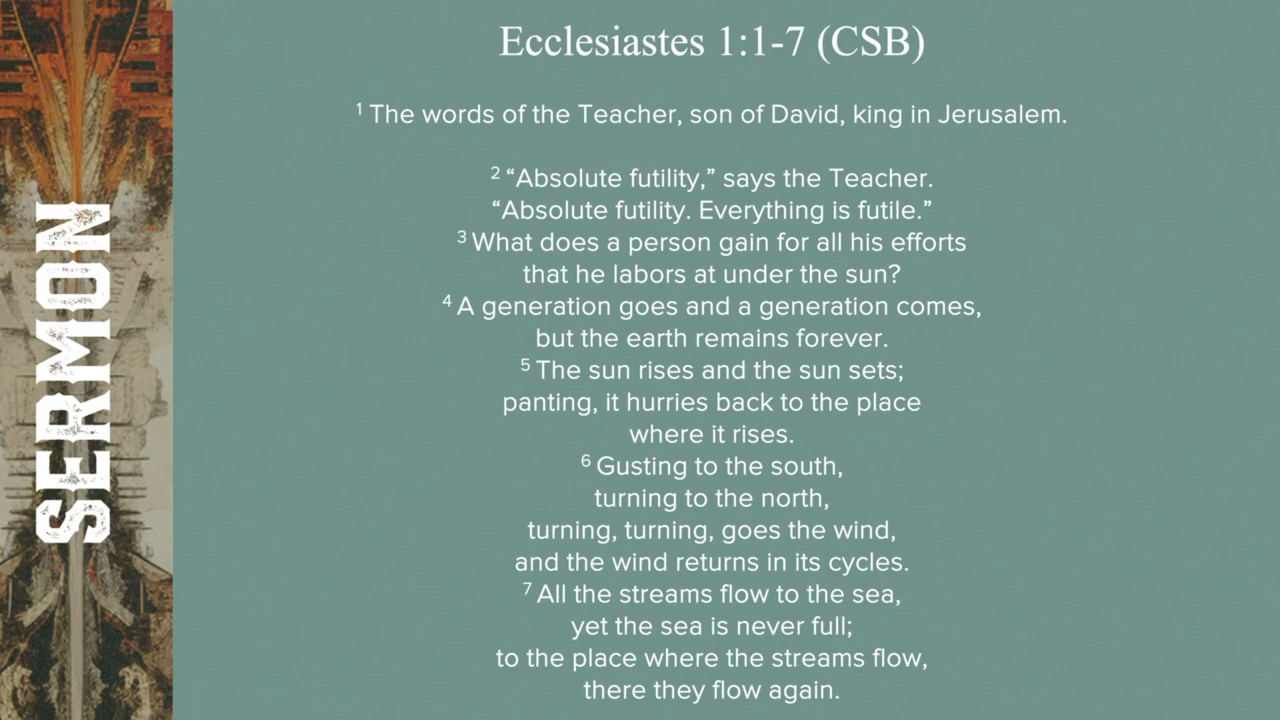 SERMON
Ecclesiastes 1:1-7 (CSB)
1 The words of the Teacher, son of David, king in Jerusalem.
2 “Absolute futility,” says the Teacher.
“Absolute futility. Everything is futile.”
3 What does a person gain for all his efforts
that he labors at under the sun?
4 A generation goes and a generation comes,
but the earth remains forever.
5 The sun rises and the sun sets;
panting, it hurries back to the place
where it rises.
6 Gusting to the south,
turning to the north,
turning, turning, goes the wind,
and the wind returns in its cycles.
7 All the streams flow to the sea,
yet the sea is never full;
to the place where the streams flow,
there they flow again.